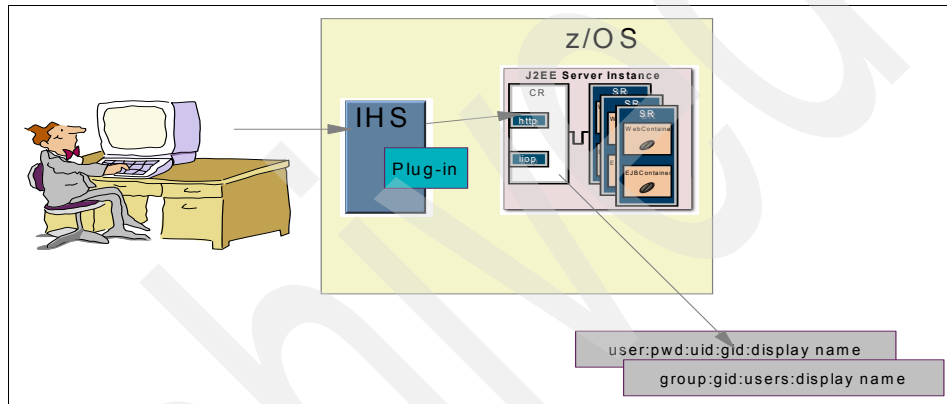 z/OS
J2EE Server Instance
CR
SR
SR
SR
IHS
http
WebContainer
Plug-in
iiop
EJBContainer
user:pwd:uid:gid:display name
group:gid:users:display name